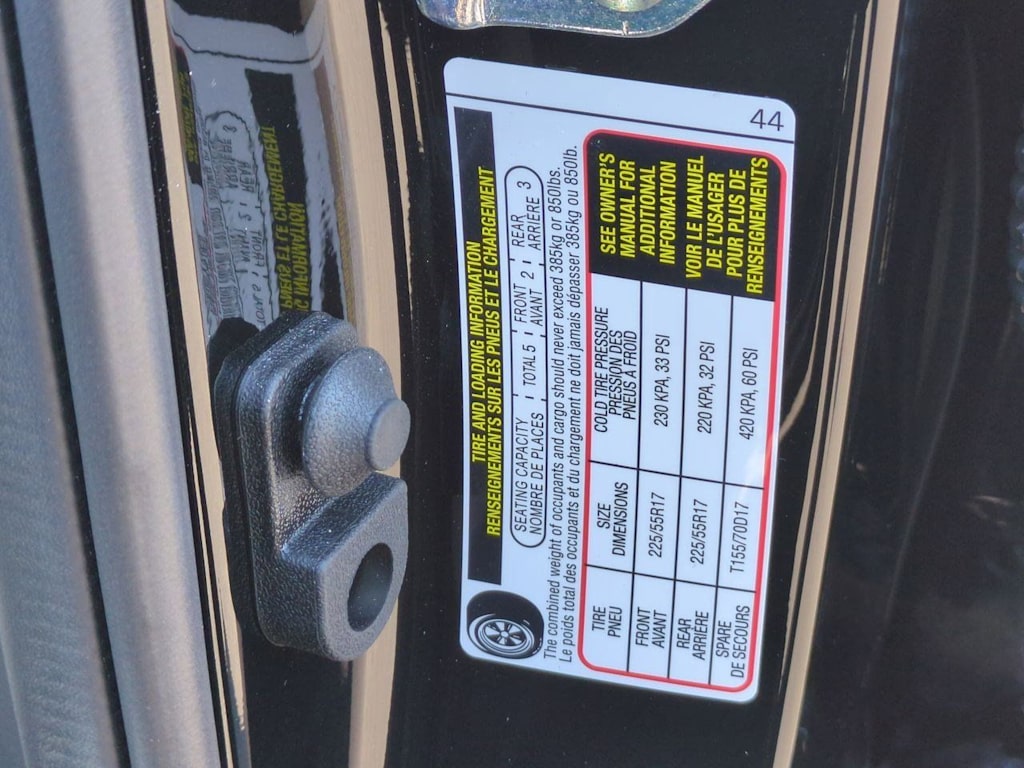 44
TIRE AND LOADING INFORMATION
RENSEIGNEMENTS SUR LES PNEUS ET LE CHARGEMENT
SEATING CAPACITY TOTAL 5 FRONT 2 REAR 3
NOMBRE DE PLACES AVANT ARRIÈRE
The combined weight of occupants and cargo should never exceed 385kg or 850lbs.
Le poids total des occupants et du chargement ne doit jamais dépasser 385kg ou 850lb.
TIRE SIZE COLD TIRE PRESSURE
PNEU DIMENSIONS PRESSION DES
PNEUS À FROID
FRONT 225/55R17 230 KPA, 33 PSI
AVANT
REAR 225/55R17 220 KPA, 32 PSI
ARRIÈRE
SPARE T155/70D17 420 KPA, 60 PSI
DE SECOURS
SEE OWNER'S
MANUAL FOR
ADDITIONAL
INFORMATION
VOIR LE MANUEL
DE L'USAGER
POUR PLUS DE
RENSEIGNEMENTS